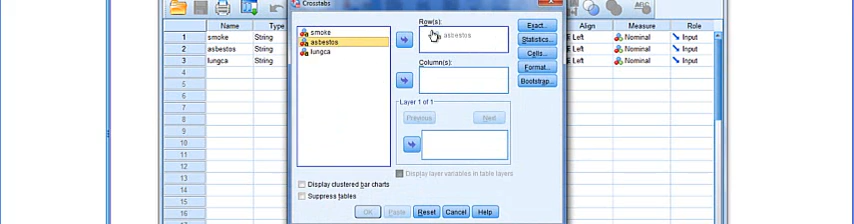 Crosstabs
Name Type Align Measure Role
Row(s):
smoke
asbestos
lungca
asbestos
Exact...
Statistics...
Cells...
Format...
Bootstrap...
Column(s):
Layer 1 of 1
Previous Next
Display layer variables in table layers
Display clustered bar charts
Suppress tables
OK Paste Reset Cancel Help
1 smoke String Left Nominal Input
2 asbestos String Left Nominal Input
3 lungca String Left Nominal Input
4
5
6
7
8
9
10
11
12
13
14
15
16